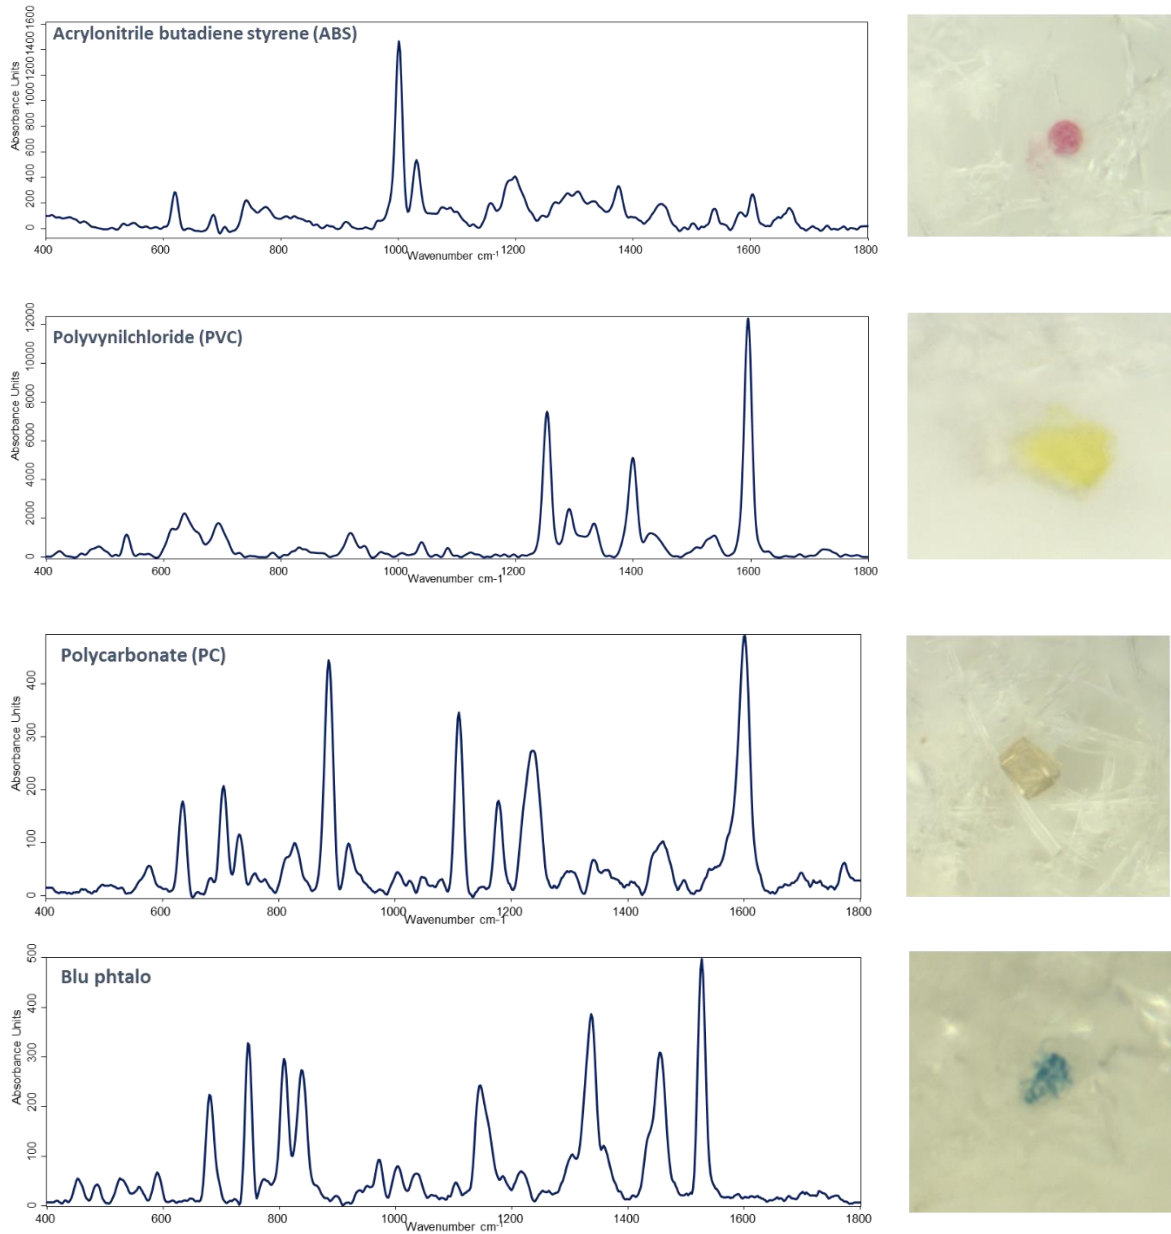 Acrylonitrile butadiene styrene (ABS)
Absorbance Units
0 200 400 600 800 1000 1200 1400 1600
400 600 800 1000 1200 1400 1600 1800
Wavenumber cm-1
Polyvynilchloride (PVC)
Absorbance Units
0 2000 4000 6000 8000 10000 12000
400 600 800 1000 1200 1400 1600 1800
Wavenumber cm-1
Polycarbonate (PC)
Absorbance Units
0 100 200 300 400
400 600 800 1000 1200 1400 1600 1800
Wavenumber cm-1
Blu phtalo
Absorbance Units
0 100 200 300 400 500
400 600 800 1000 1200 1400 1600 1800
Wavenumber cm-1